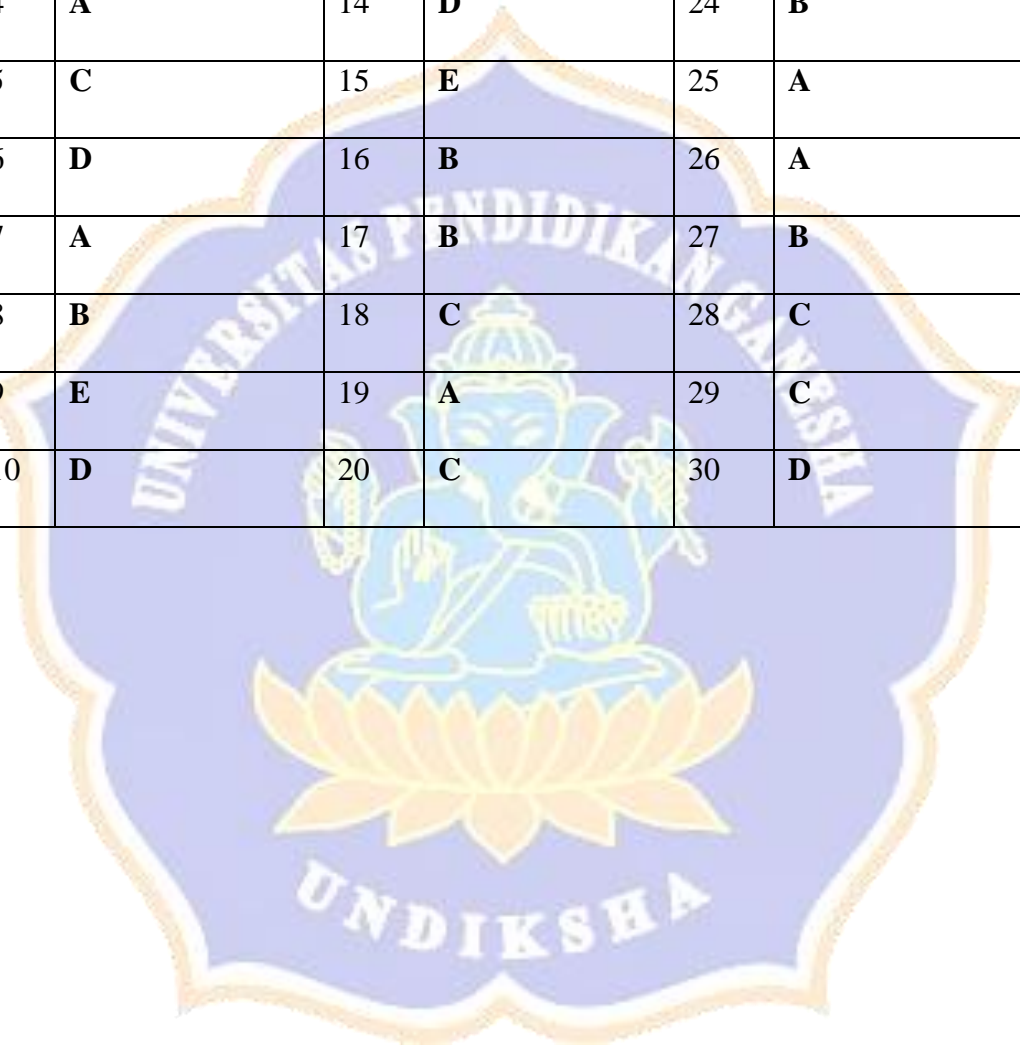 A 14 D 24 B
C 15 E 25 A
D 16 B 26 A
A 17 B 27 B
B 18 C 28 C
E 19 A 29 C
10 D 20 C 30 D
UNIVERSITAS PENDIDIKAN GANESHA
UNDIKSHA